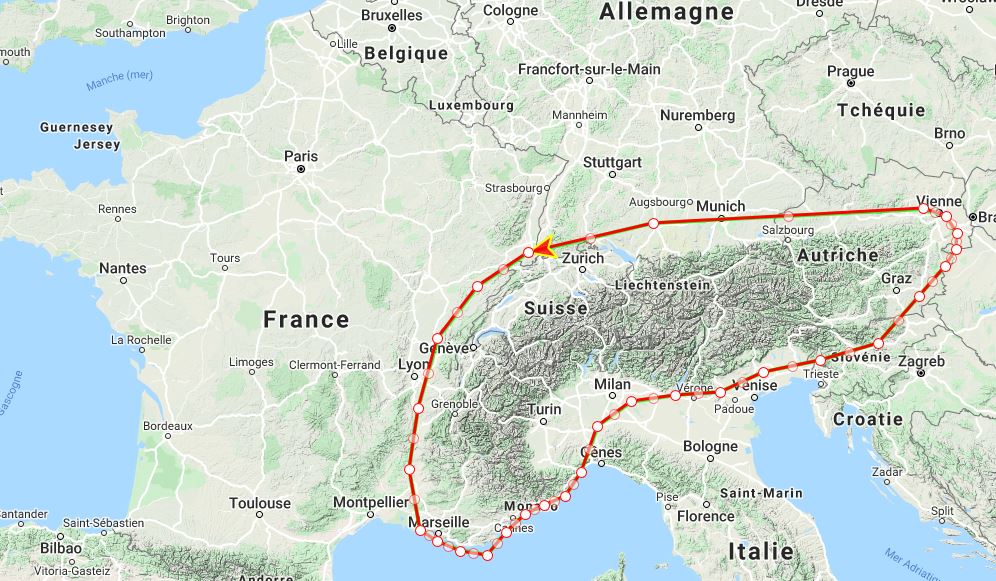 Bruxelles
Cologne
Allemagne
Dresde
Wrocław
Brighton
Southampton
mouth
Lille
Belgique
Francfort-sur-le-Main
Prague
Manche (mer)
Luxembourg
Mannheim
Nuremberg
Tchéquie
Guernesey
Jersey
Brno
Paris
Stuttgart
Strasbourg
Augsbourg
Munich
Vienne
Bra
Rennes
Salzbourg
Nantes
Tours
Zurich
Autriche
Graz
Liechtenstein
France
Suisse
La Rochelle
Genève
Limoges
Clermont-Ferrand
Lyon
Slovénie
Zagreb
Trieste
Gascogne
Milan
Vérone
Venise
Grenoble
Turin
Padoue
Croatie
Bordeaux
Bologne
Gênes
Zadar
Toulouse
Montpellier
Monaco
Pise
Saint-Marin
Florence
Split
Santander
Saint-Sébastien
Marseille
Cannes
Bilbao
Vitoria-Gasteiz
Andorre
Italie
Mer Adriatiq